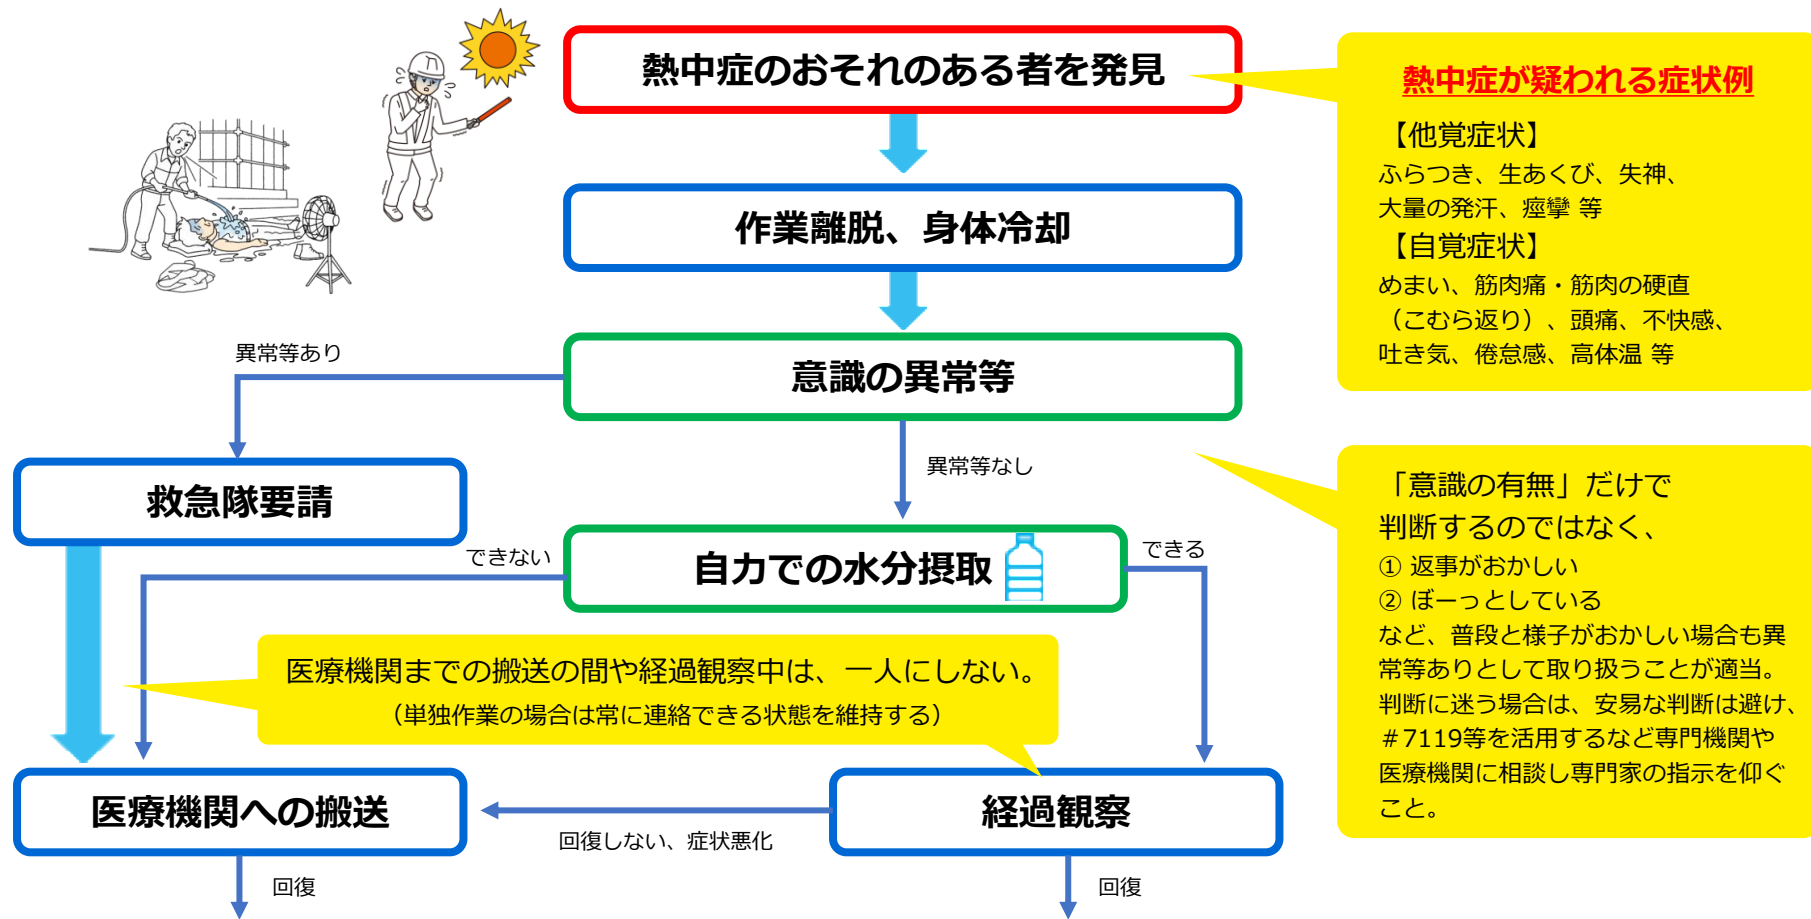 熱中症のおそれのある者を発見
作業離脱、身体冷却
意識の異常等
異常等あり
異常等なし
救急隊要請
自力での水分摂取
できない
できる
医療機関までの搬送の間や経過観察中は、一人にしない。
（単独作業の場合は常に連絡できる状態を維持する）
医療機関への搬送
経過観察
回復しない、症状悪化
回復
回復
熱中症が疑われる症状例
【他覚症状】
ふらつき、生あくび、失神、
大量の発汗、痙攣 等
【自覚症状】
めまい、筋肉痛・筋肉の硬直
（こむら返り）、頭痛、不快感、
吐き気、倦怠感、高体温 等
「意識の有無」だけで
判断するのではなく、
① 返事がおかしい
② ぼーっとしている
など、普段と様子がおかしい場合も異
常等ありとして取り扱うことが適当。
判断に迷う場合は、安易な判断は避け、
＃7119等を活用するなど専門機関や
医療機関に相談し専門家の指示を仰ぐ
こと。